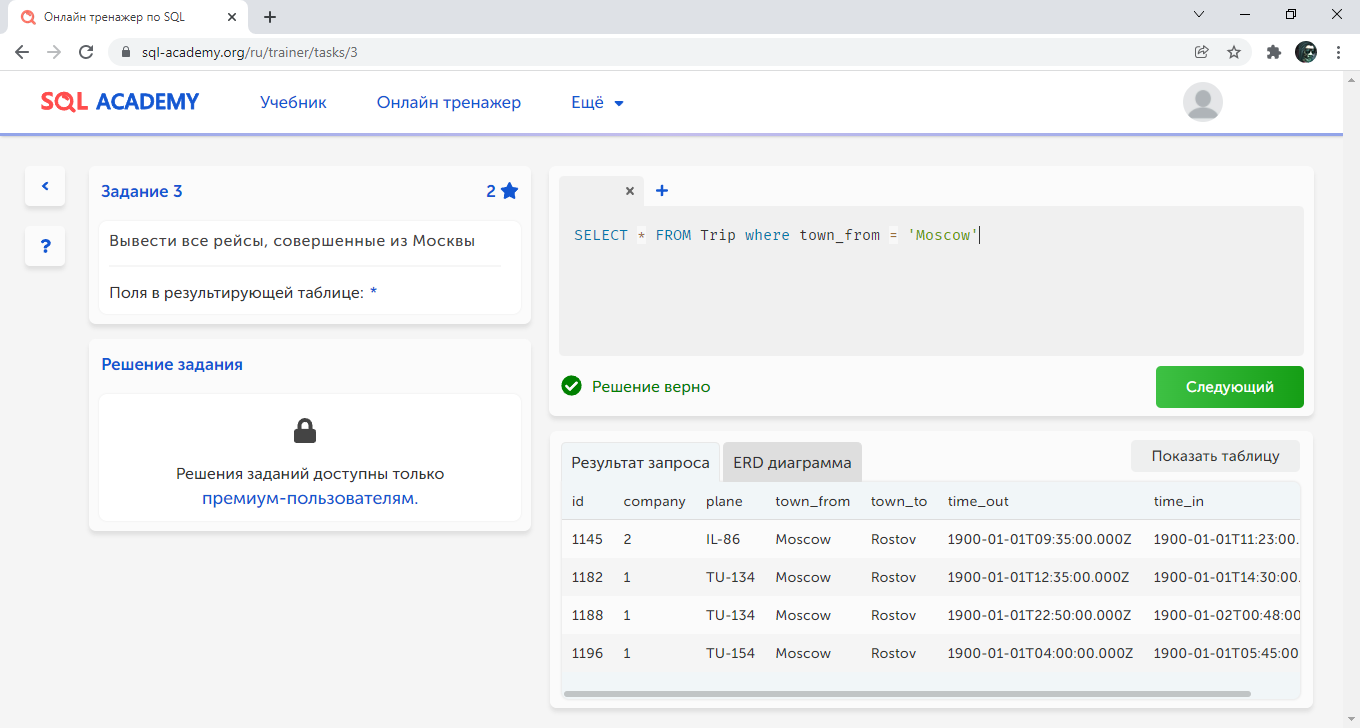 Онлайн тренажер по SQL
sql-academy.org/ru/trainer/tasks/3
SQL ACADEMY Учебник Онлайн тренажер Ещё
Задание 3 2
Вывести все рейсы, совершенные из Москвы
Поля в результирующей таблице: *
?
Решение задания
Решения заданий доступны только
премиум-пользователям.
SELECT * FROM Trip where town_from = 'Moscow'
Решение верно
Следующий
Результат запроса ERD диаграмма Показать таблицу
id company plane town_from town_to time_out time_in
1145 2 IL-86 Moscow Rostov 1900-01-01T09:35:00.000Z 1900-01-01T11:23:00.
1182 1 TU-134 Moscow Rostov 1900-01-01T12:35:00.000Z 1900-01-01T14:30:00.
1188 1 TU-134 Moscow Rostov 1900-01-01T22:50:00.000Z 1900-01-02T00:48:00
1196 1 TU-154 Moscow Rostov 1900-01-01T04:00:00.000Z 1900-01-01T05:45:00